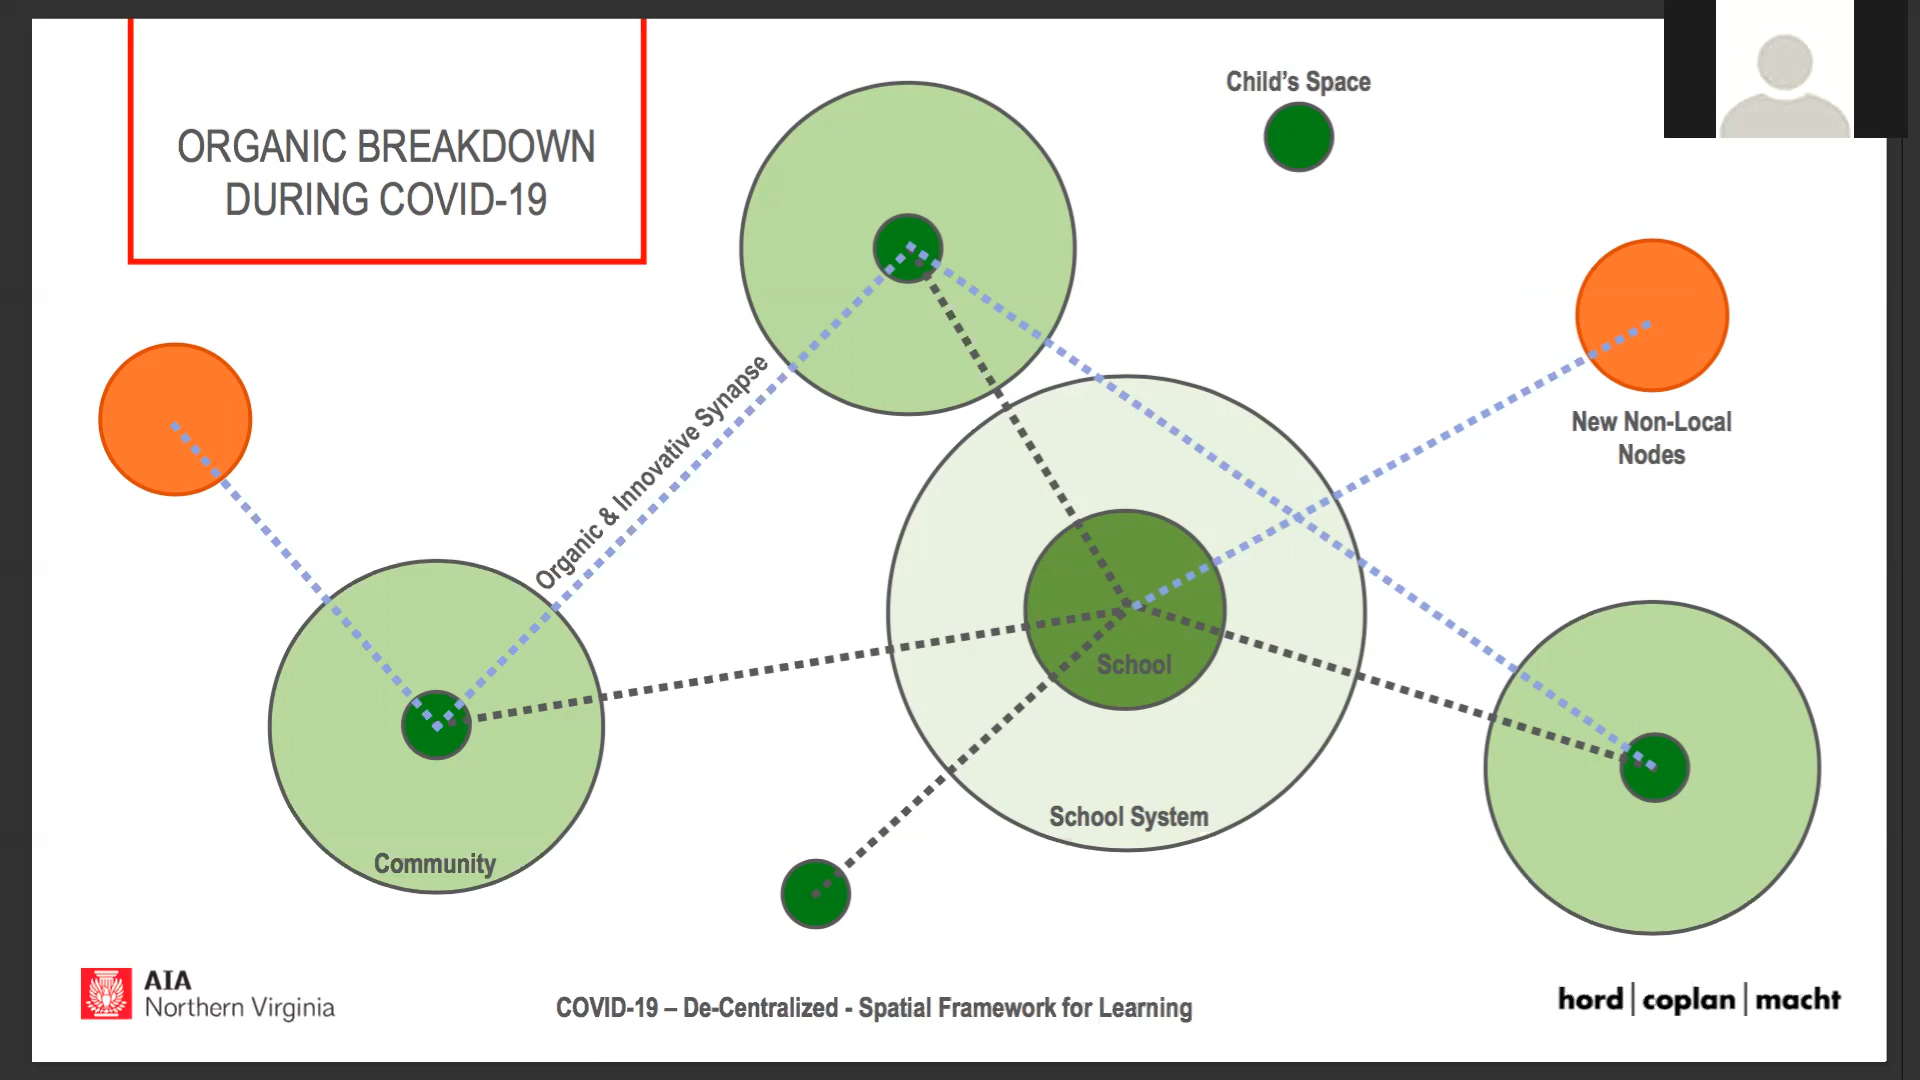 ORGANIC BREAKDOWN
DURING COVID-19
Child's Space
New Non-Local
Nodes
Organic & Innovative Synapse
School
School System
Community
AIA
Northern Virginia
COVID-19 – De-Centralized - Spatial Framework for Learning
hord | coplan | macht